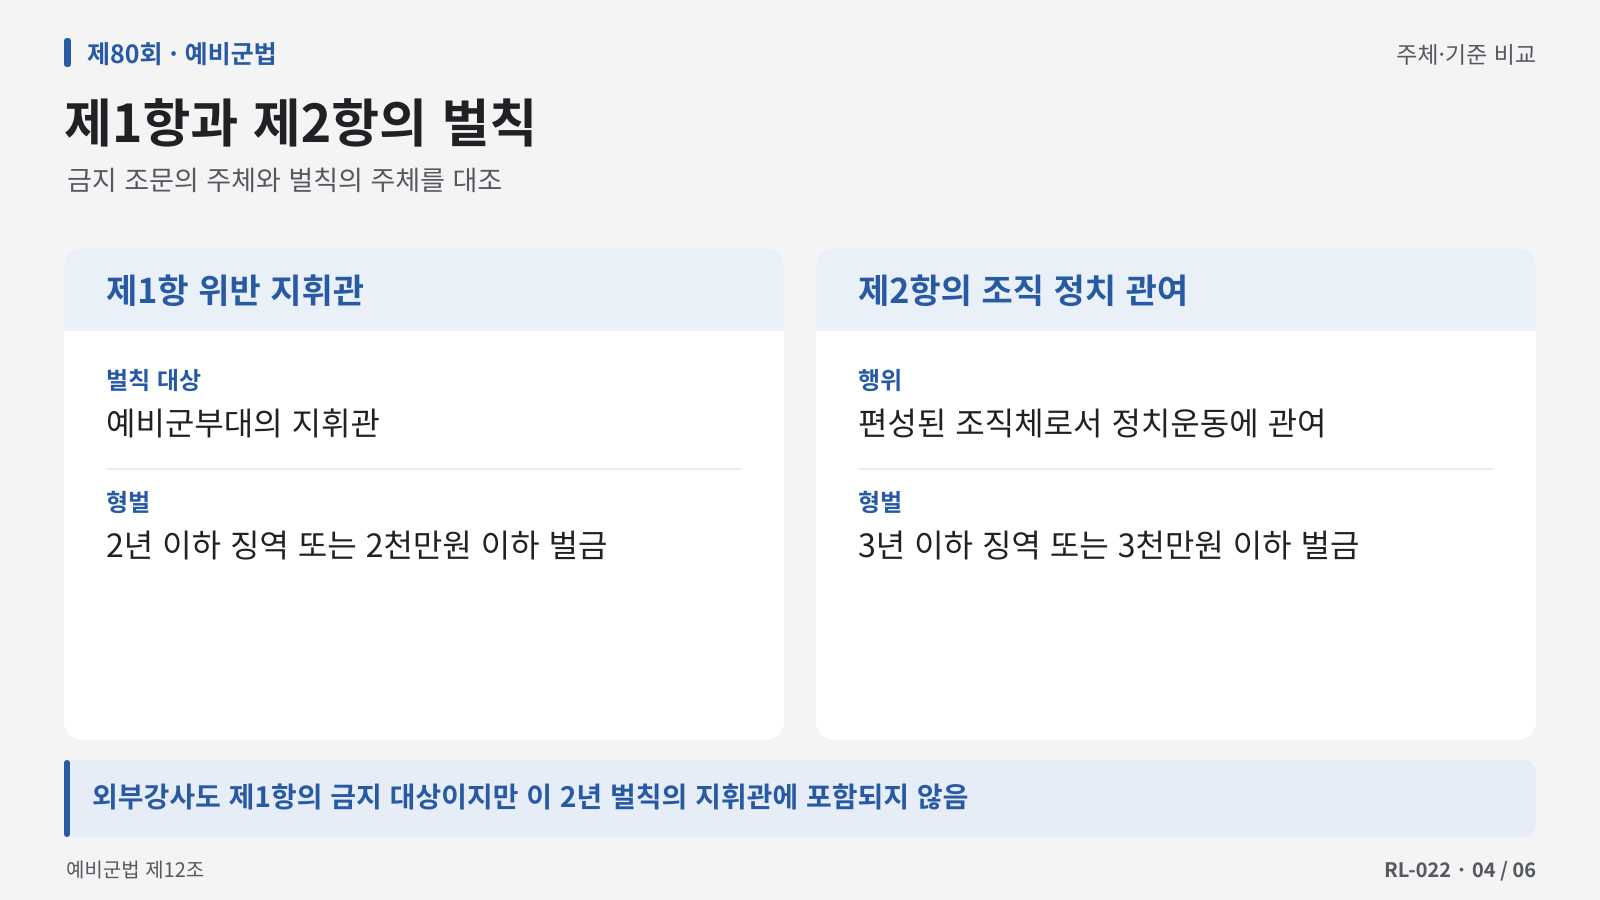 제80회 · 예비군법
주체·기준 비교
제1항과 제2항의 벌칙
금지 조문의 주체와 벌칙의 주체를 대조
제1항 위반 지휘관
벌칙 대상
예비군부대의 지휘관
형벌
2년 이하 징역 또는 2천만원 이하 벌금
제2항의 조직 정치 관여
행위
편성된 조직체로서 정치운동에 관여
형벌
3년 이하 징역 또는 3천만원 이하 벌금
외부강사도 제1항의 금지 대상이지만 이 2년 벌칙의 지휘관에 포함되지 않음
예비군법 제12조
RL-022 · 04 / 06